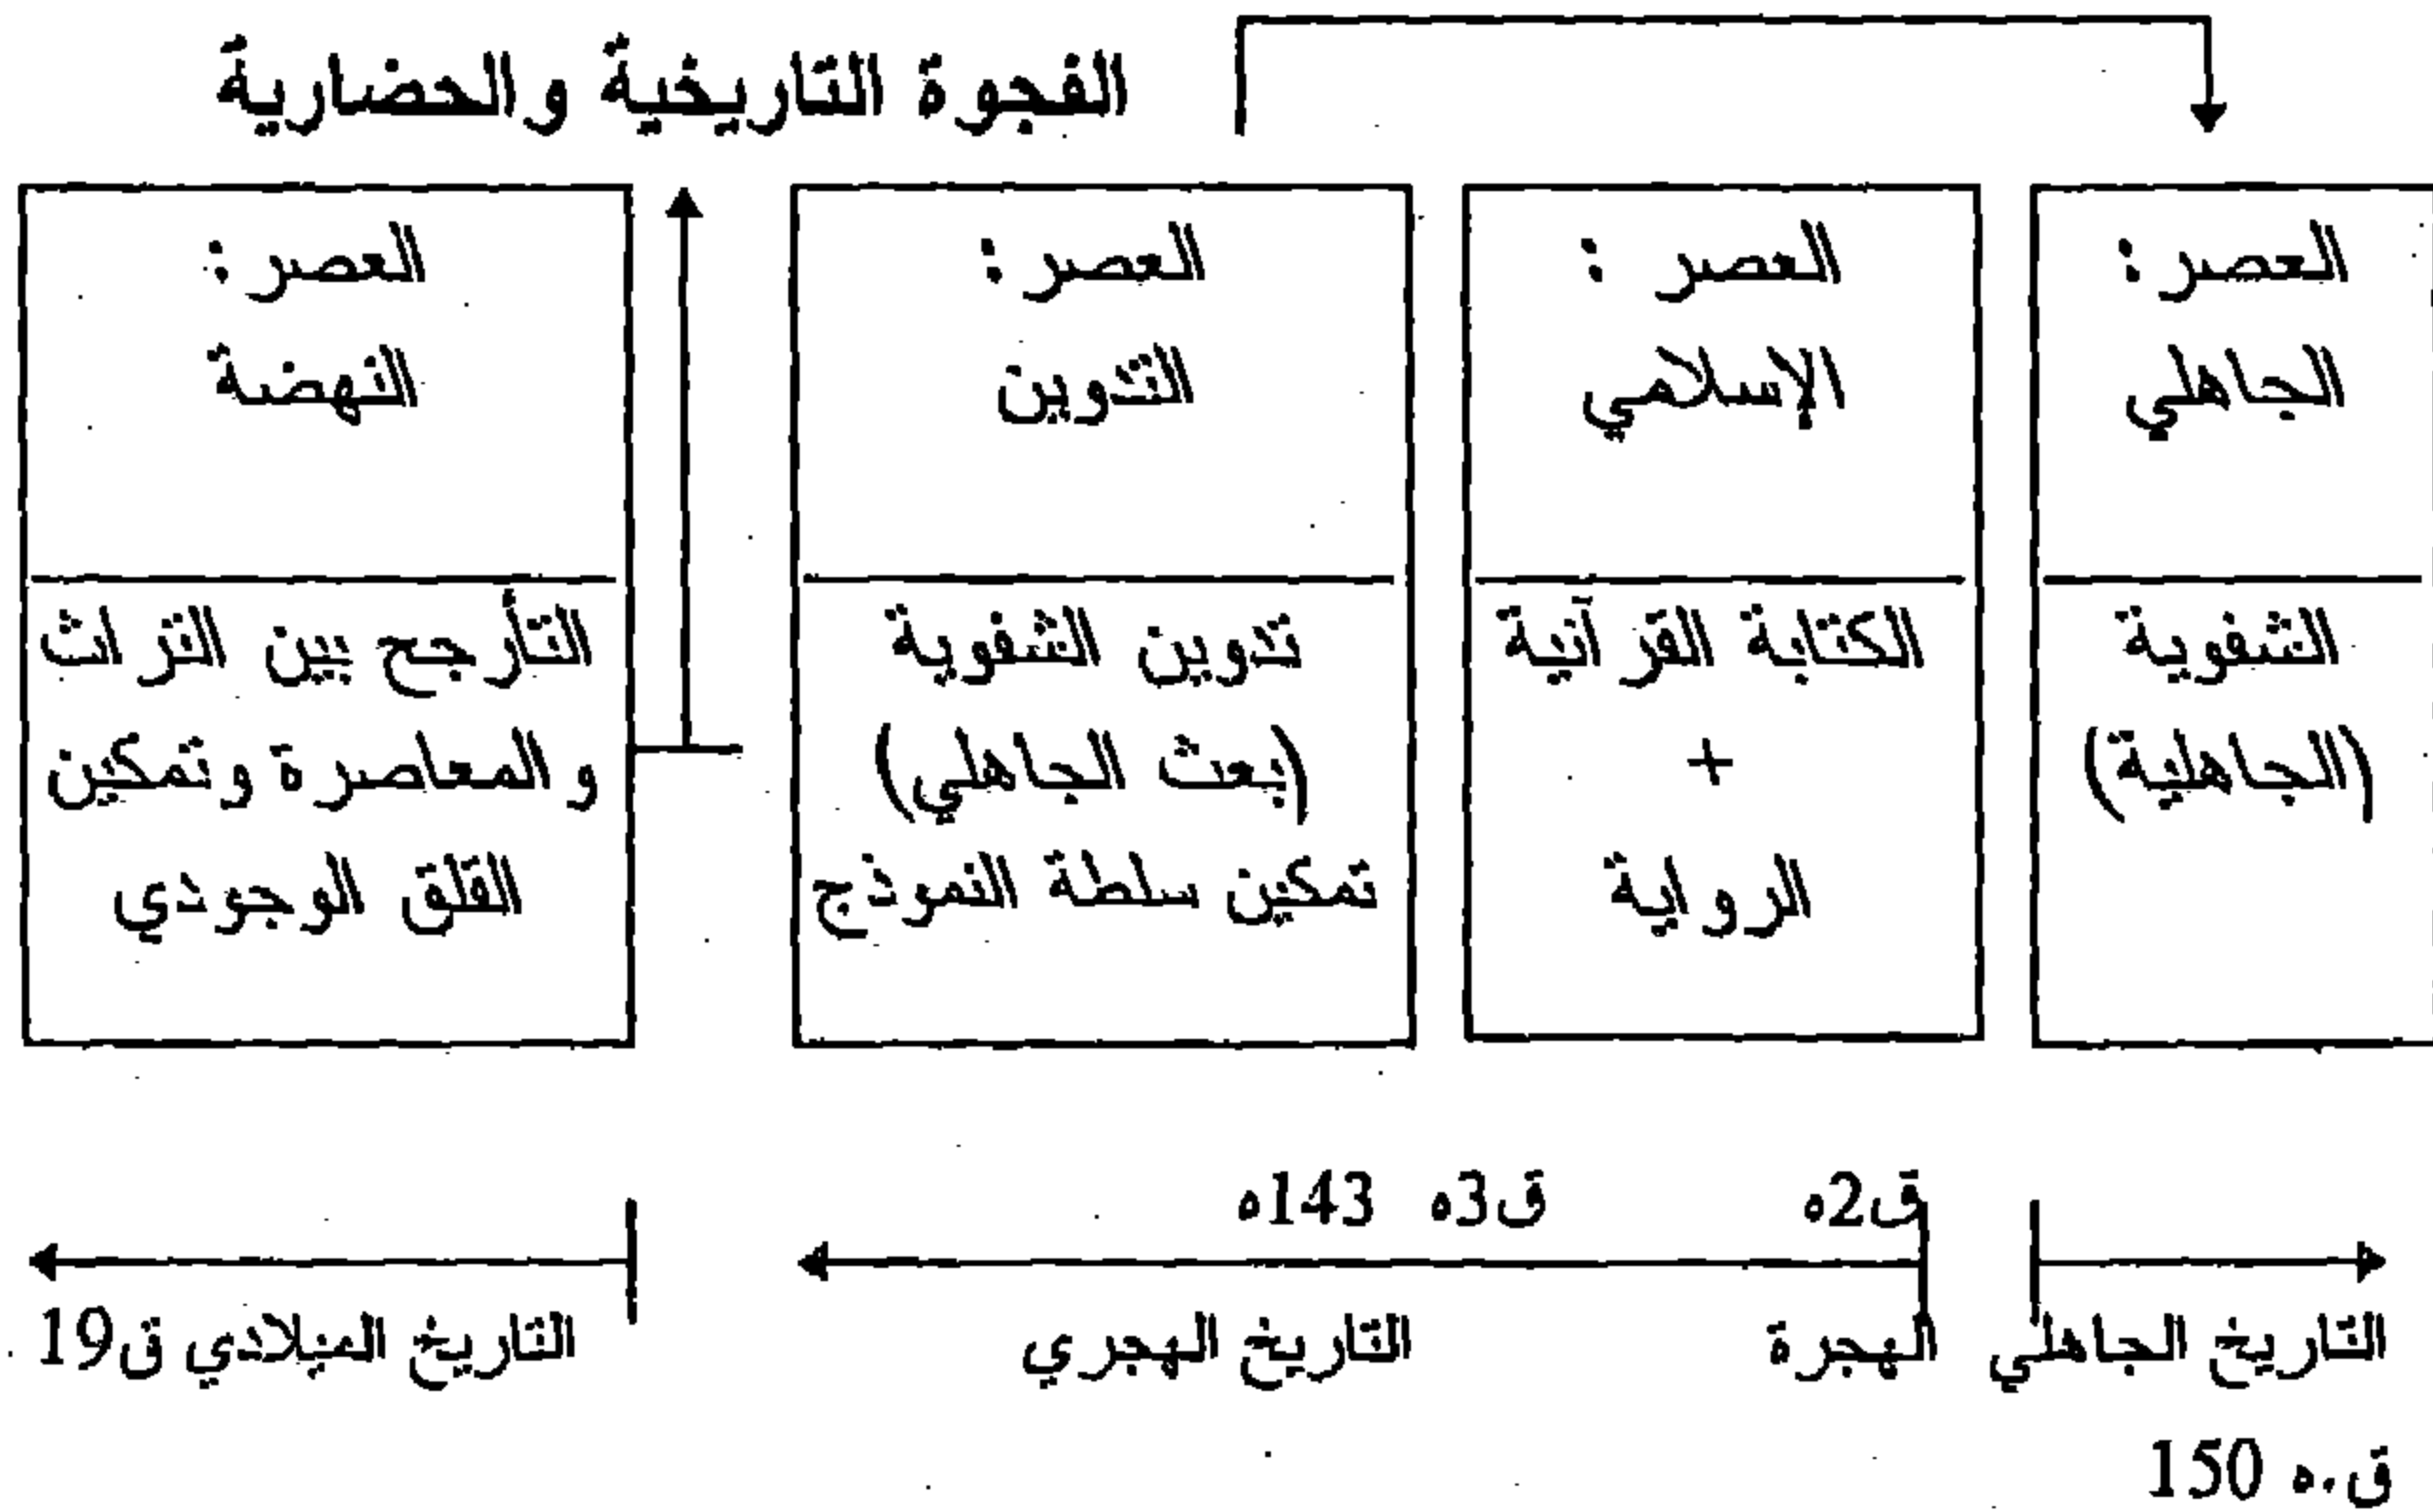 الفجوة التاريخية والحضارية
العصر:
الجاهلي
الشفوية
(الجاهلية)
العصر :
الإسلامي
الكتابة القرآنية
+
الرواية
العصر:
التدوين
تدوين الشفوية
(بعث الجاهلي)
تمكين سلطة النموذج
العصر:
النهضة
التأرجح بين التراث
والمعاصرة وتمكين
القلق الوجودي
ق2ه ق3ه 143ه
التاريخ الجاهلي الهجرة التاريخ الهجري التاريخ الميلادي ق19
ق.ه 150